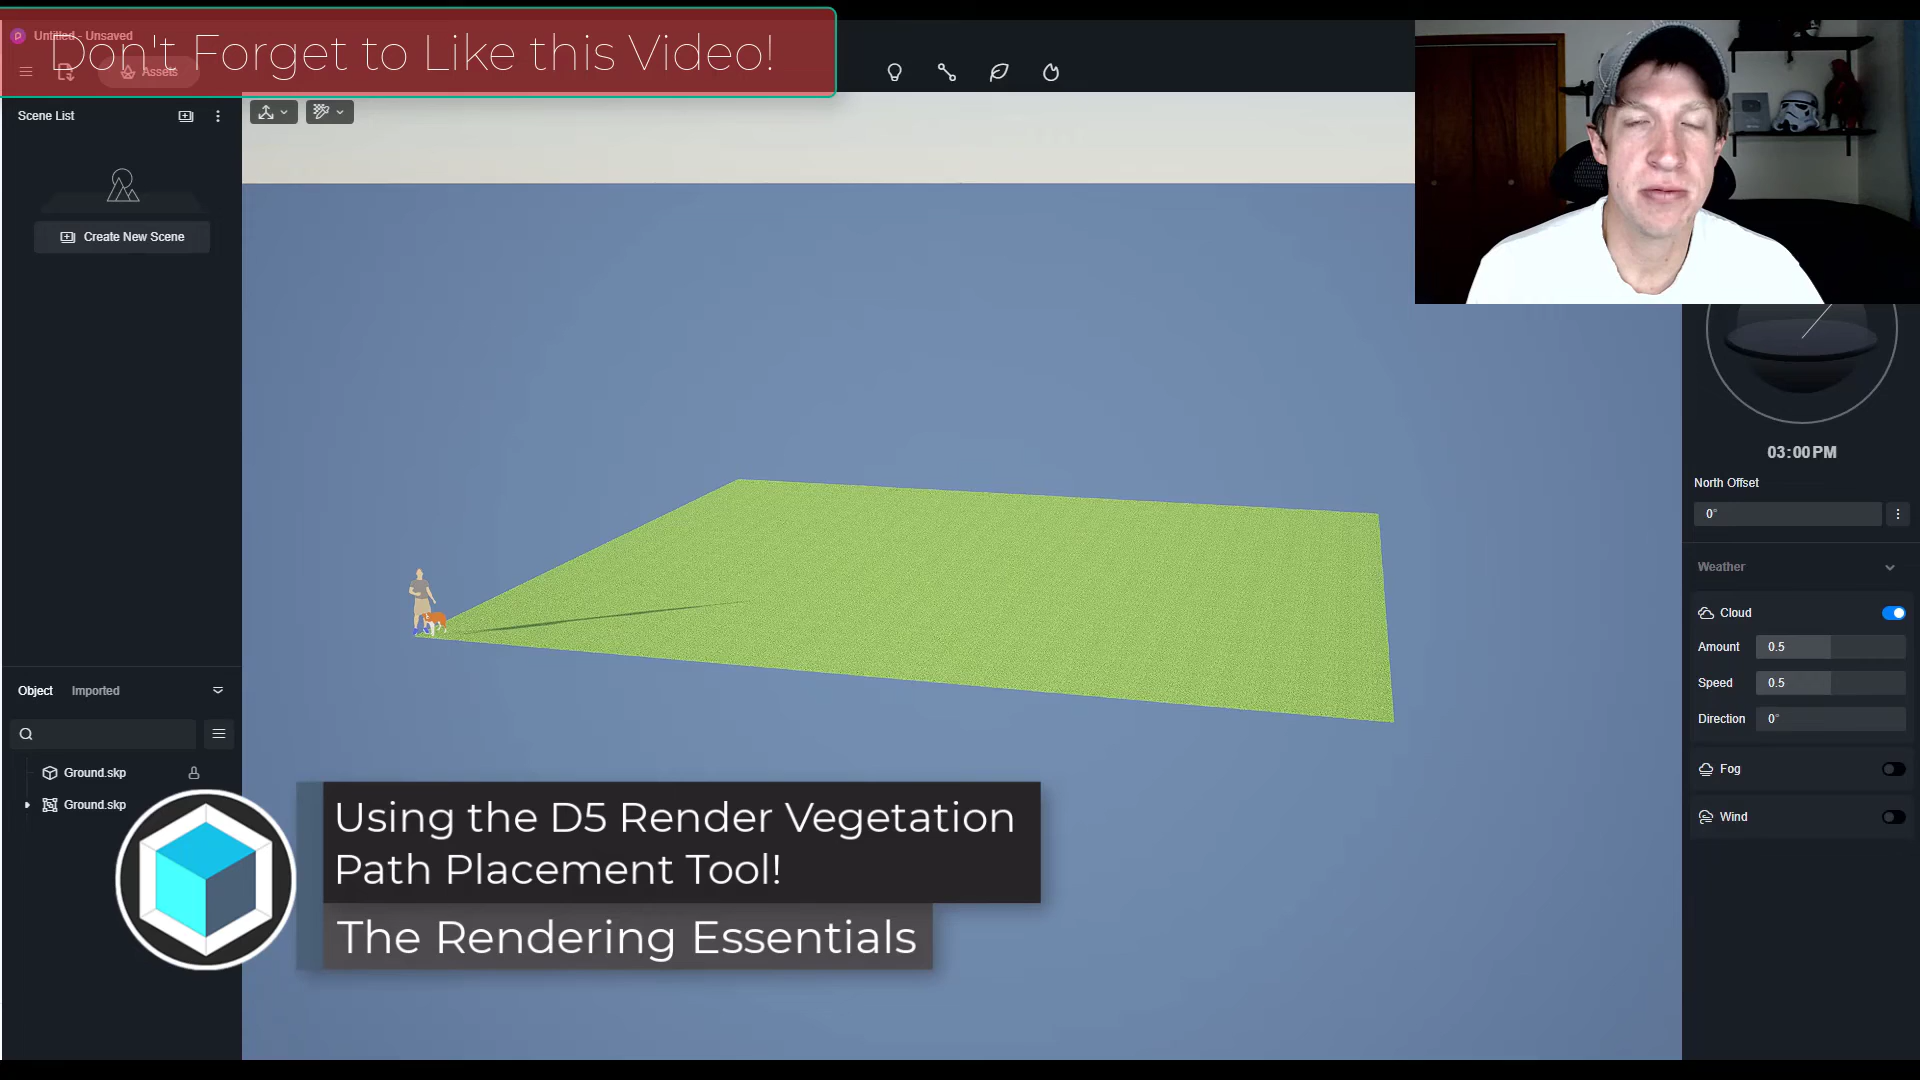 Untitled - Unsaved
Don't Forget to Like this Video!
Assets
Scene List
Create New Scene
03:00PM
North Offset
0°
Weather
Cloud
Amount 0.5
Speed 0.5
Direction 0°
Fog
Wind
Object Imported
Ground.skp
Ground.skp
Using the D5 Render Vegetation
Path Placement Tool!
The Rendering Essentials